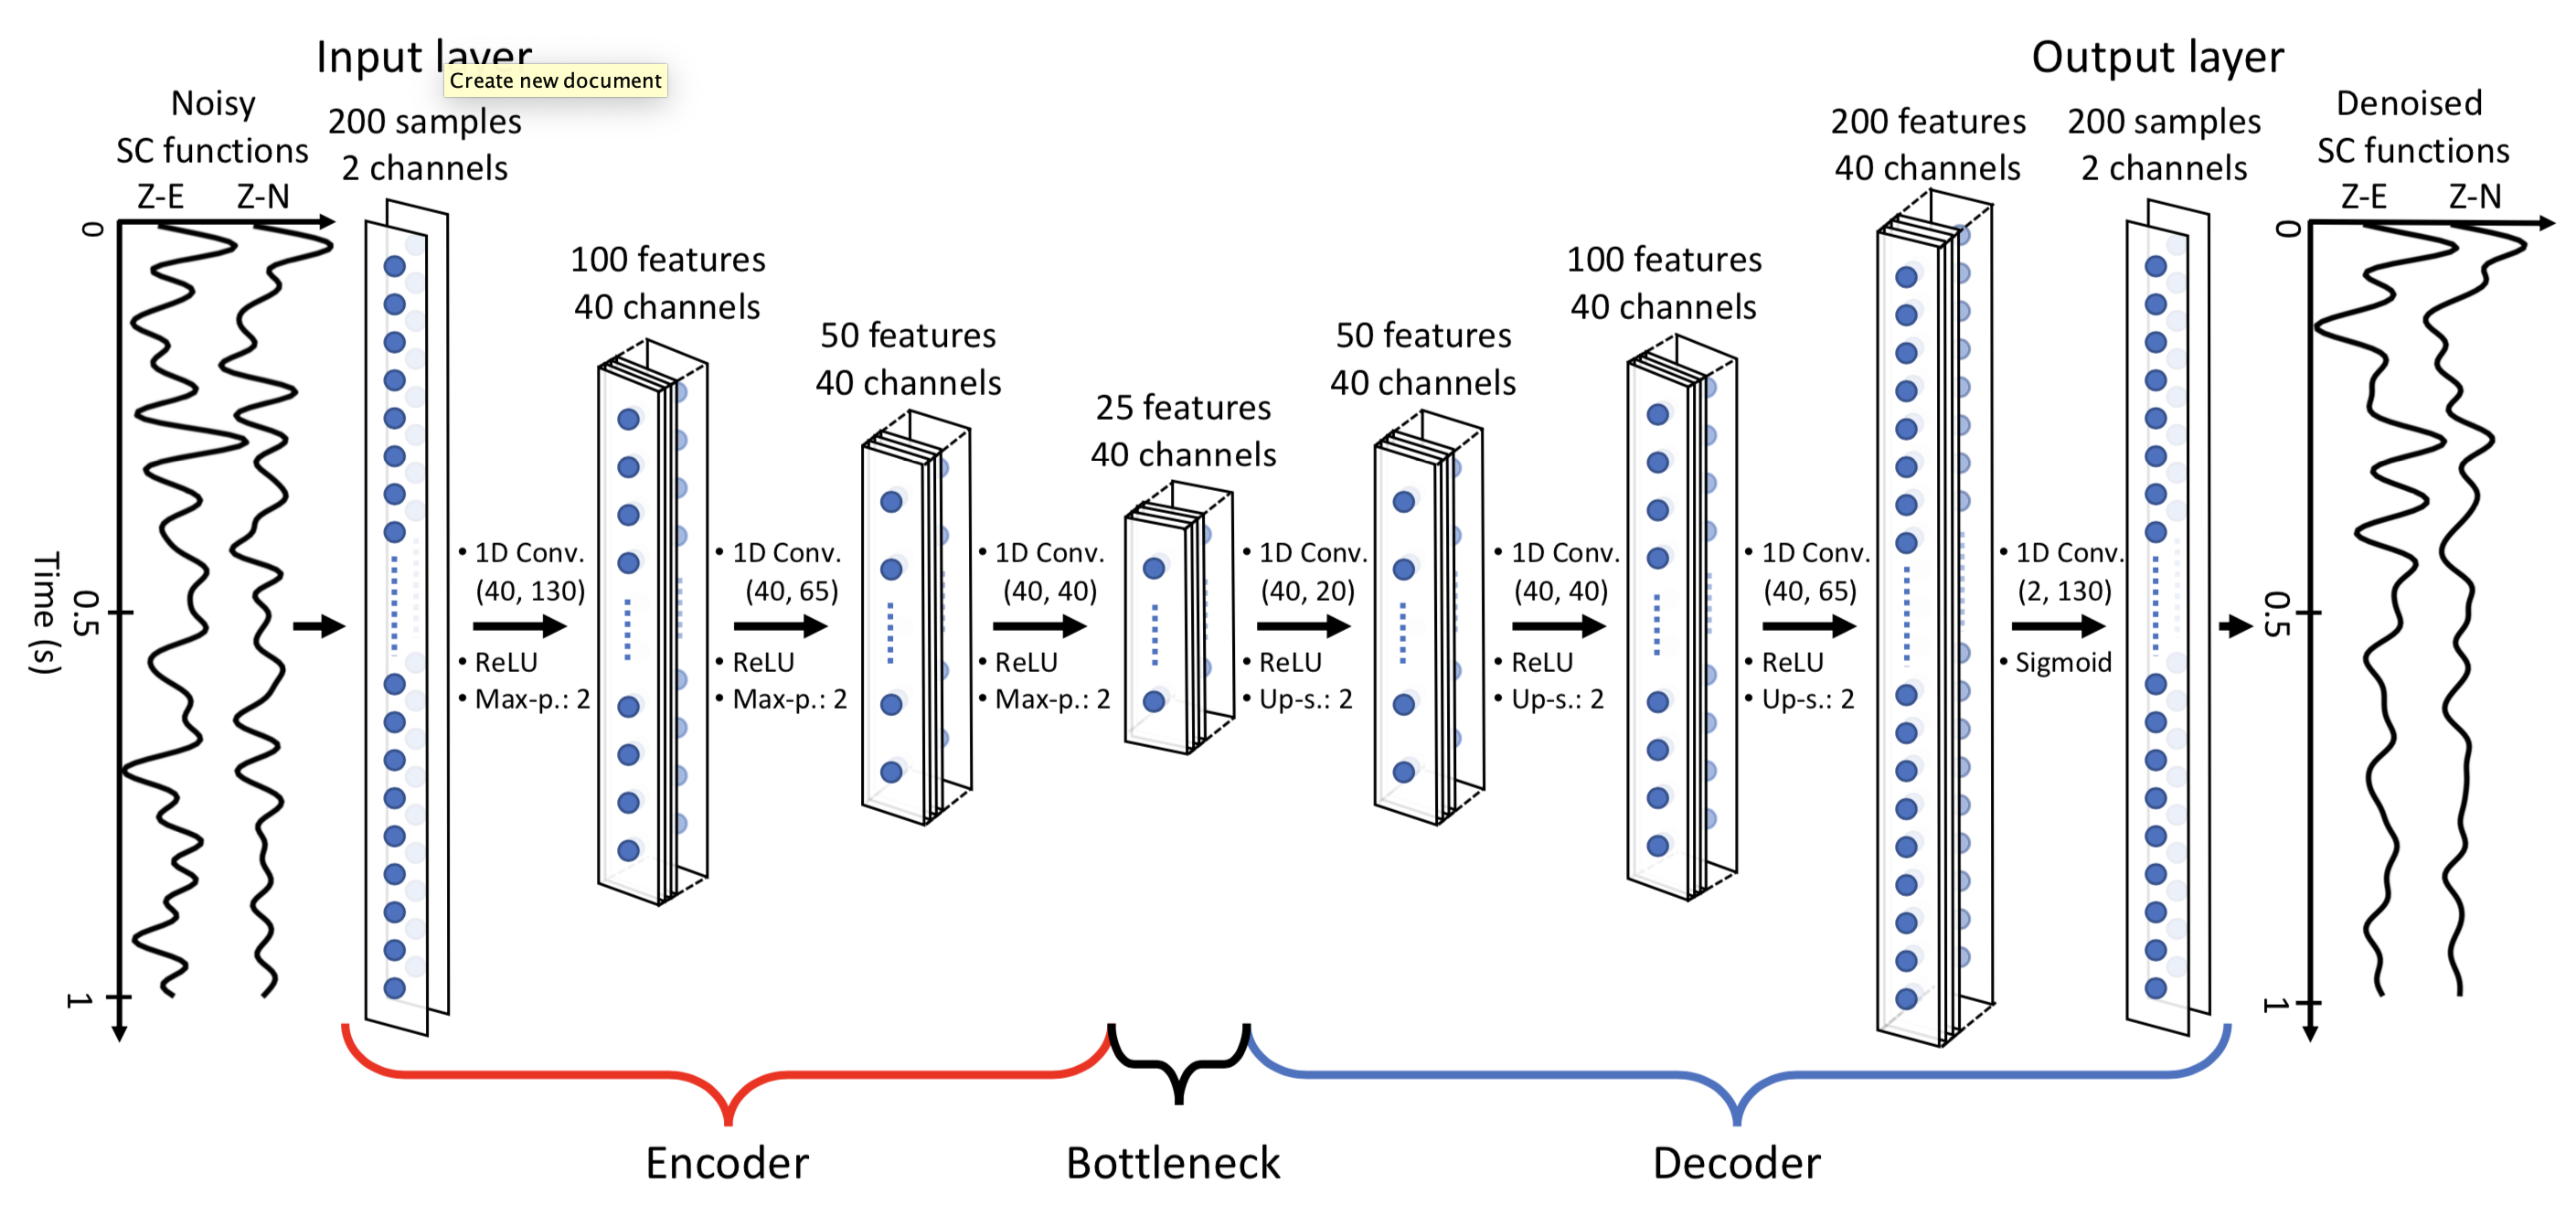 Input layer
Create new document
Noisy
SC functions
Z-E Z-N
200 samples
2 channels
0
0.5
1
Time (s)
• 1D Conv.
(40, 130)
• ReLU
• Max-p.: 2
100 features
40 channels
• 1D Conv.
(40, 65)
• ReLU
• Max-p.: 2
50 features
40 channels
• 1D Conv.
(40, 40)
• ReLU
• Max-p.: 2
25 features
40 channels
• 1D Conv.
(40, 20)
• ReLU
• Up-s.: 2
50 features
40 channels
• 1D Conv.
(40, 40)
• ReLU
• Up-s.: 2
100 features
40 channels
• 1D Conv.
(40, 65)
• ReLU
• Up-s.: 2
200 features
40 channels
• 1D Conv.
(2, 130)
• Sigmoid
Output layer
200 samples
2 channels
Denoised
SC functions
Z-E Z-N
0
0.5
1
Encoder
Bottleneck
Decoder